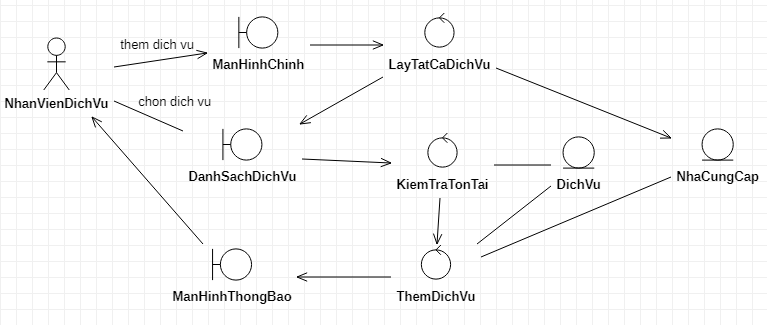 them dich vu
ManHinhChinh
LayTatCaDichVu
NhanVienDichVu
chon dich vu
DanhSachDichVu
KiemTraTonTai
DichVu
NhaCungCap
ManHinhThongBao
ThemDichVu